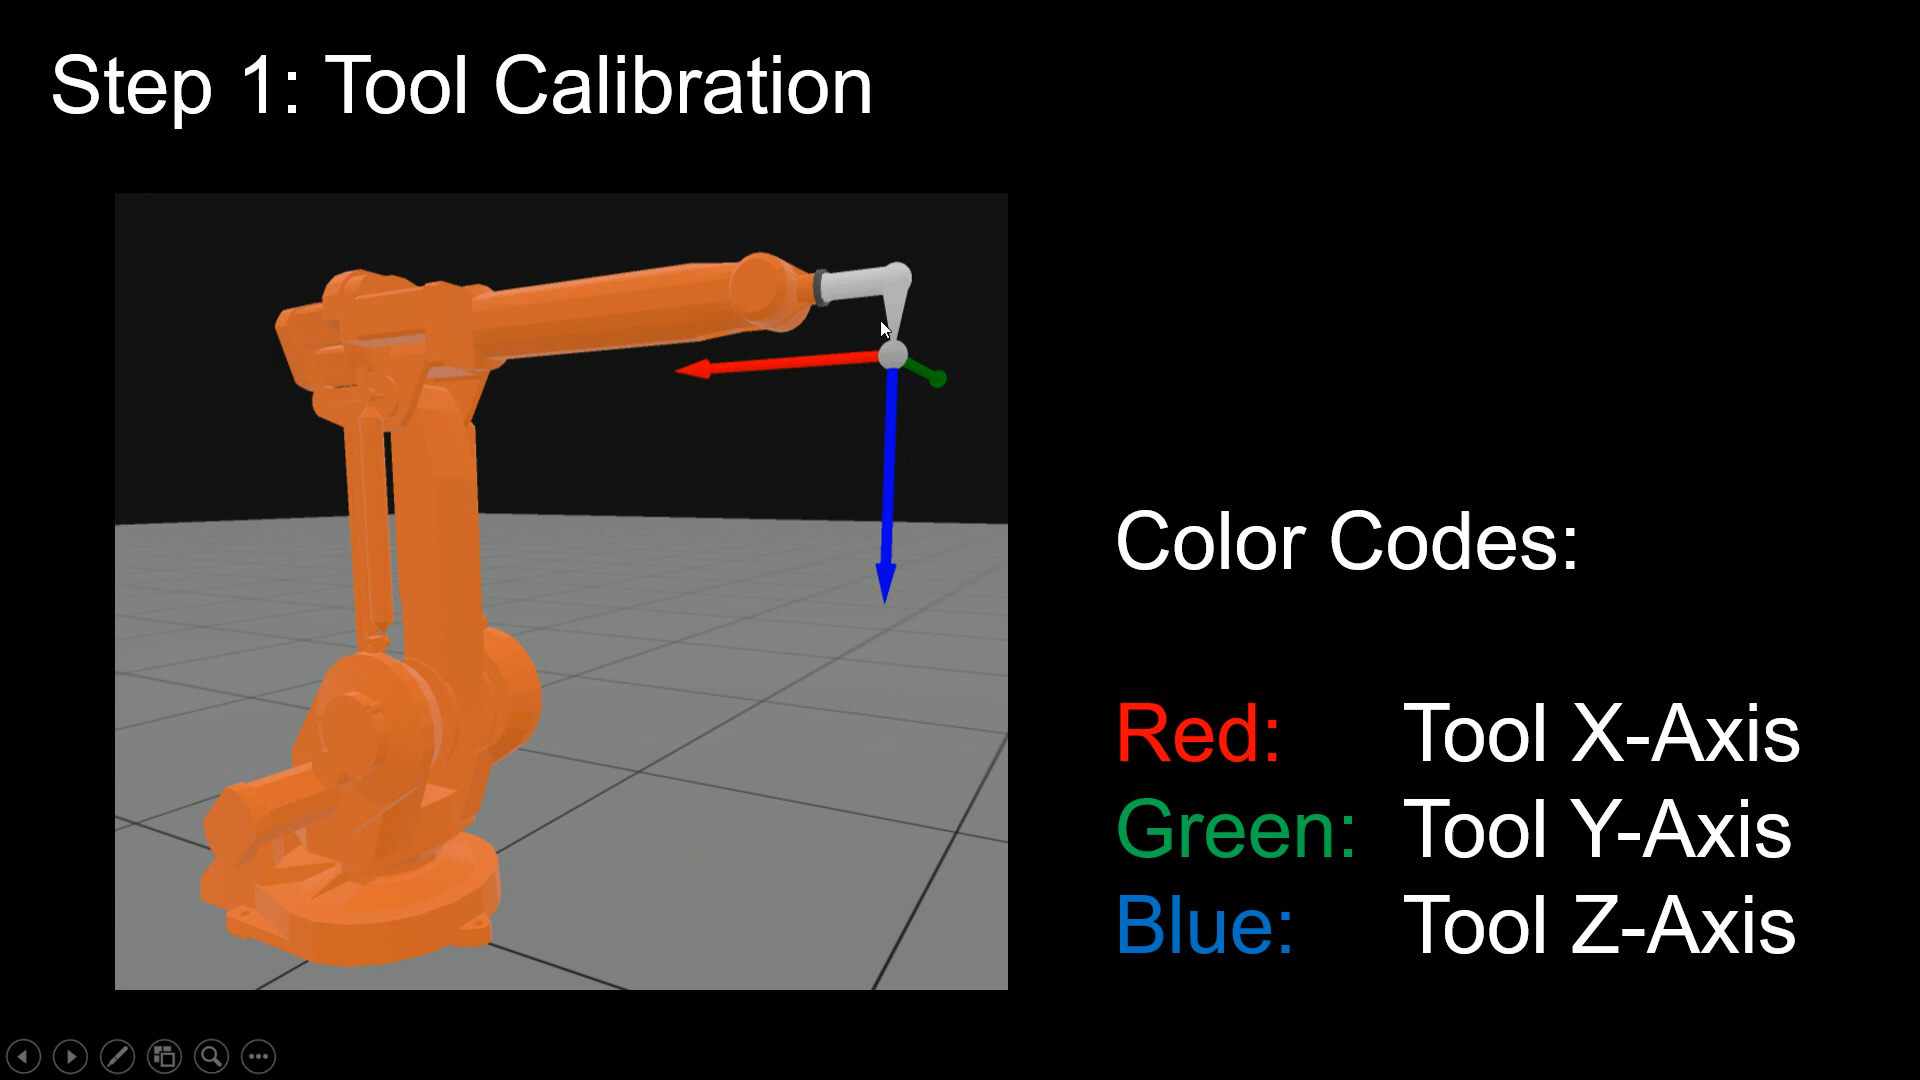 Step 1: Tool Calibration
Color Codes:
Red: Tool X-Axis
Green: Tool Y-Axis
Blue: Tool Z-Axis